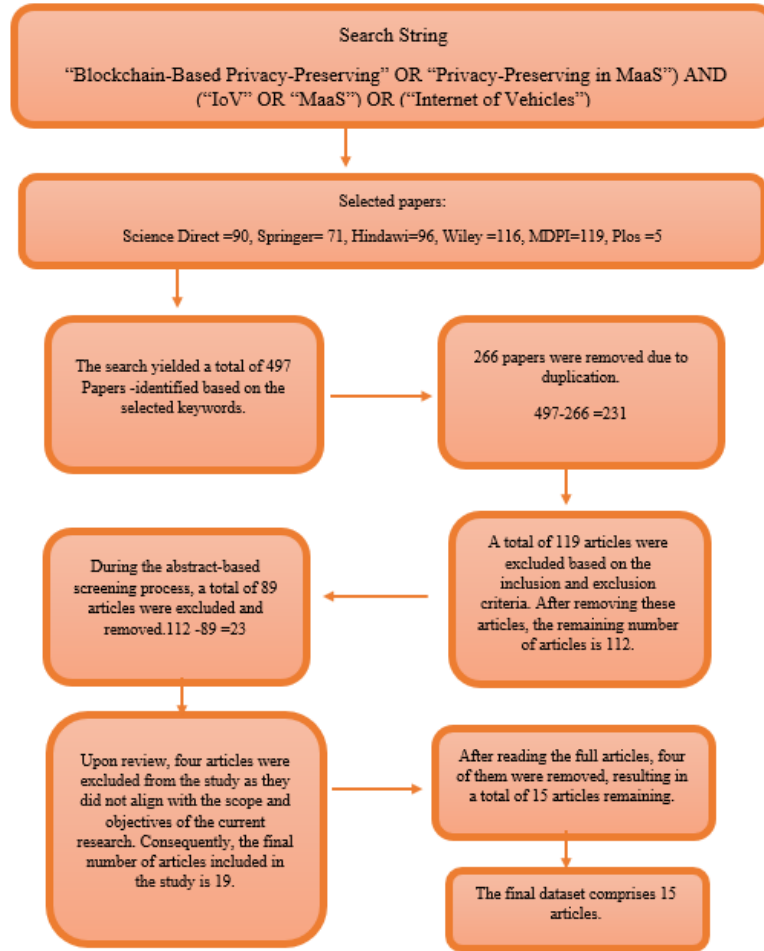 Search String
“Blockchain-Based Privacy-Preserving” OR “Privacy-Preserving in MaaS”) AND
(“IoV” OR “MaaS”) OR (“Internet of Vehicles”)
Selected papers:
Science Direct =90, Springer= 71, Hindawi=96, Wiley =116, MDPI=119, Plos =5
The search yielded a total of 497
Papers -identified based on the
selected keywords.
266 papers were removed due to
duplication.
497-266 =231
A total of 119 articles were
excluded based on the
inclusion and exclusion
criteria. After removing these
articles, the remaining number
of articles is 112.
During the abstract-based
screening process, a total of 89
articles were excluded and
removed.112 -89 =23
Upon review, four articles were
excluded from the study as they
did not align with the scope and
objectives of the current
research. Consequently, the final
number of articles included in
the study is 19.
After reading the full articles, four
of them were removed, resulting in
a total of 15 articles remaining.
The final dataset comprises 15
articles.